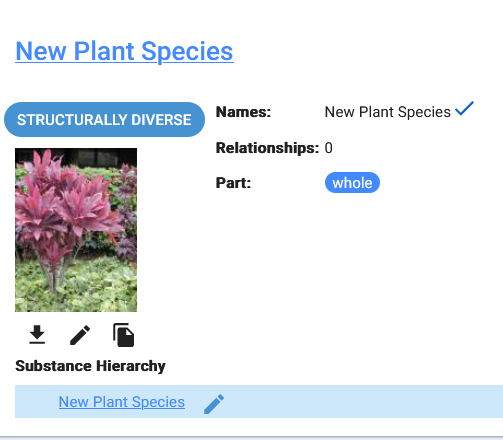 New Plant Species
STRUCTURALLY DIVERSE
Names: New Plant Species
Relationships: 0
Part: whole
Substance Hierarchy
New Plant Species